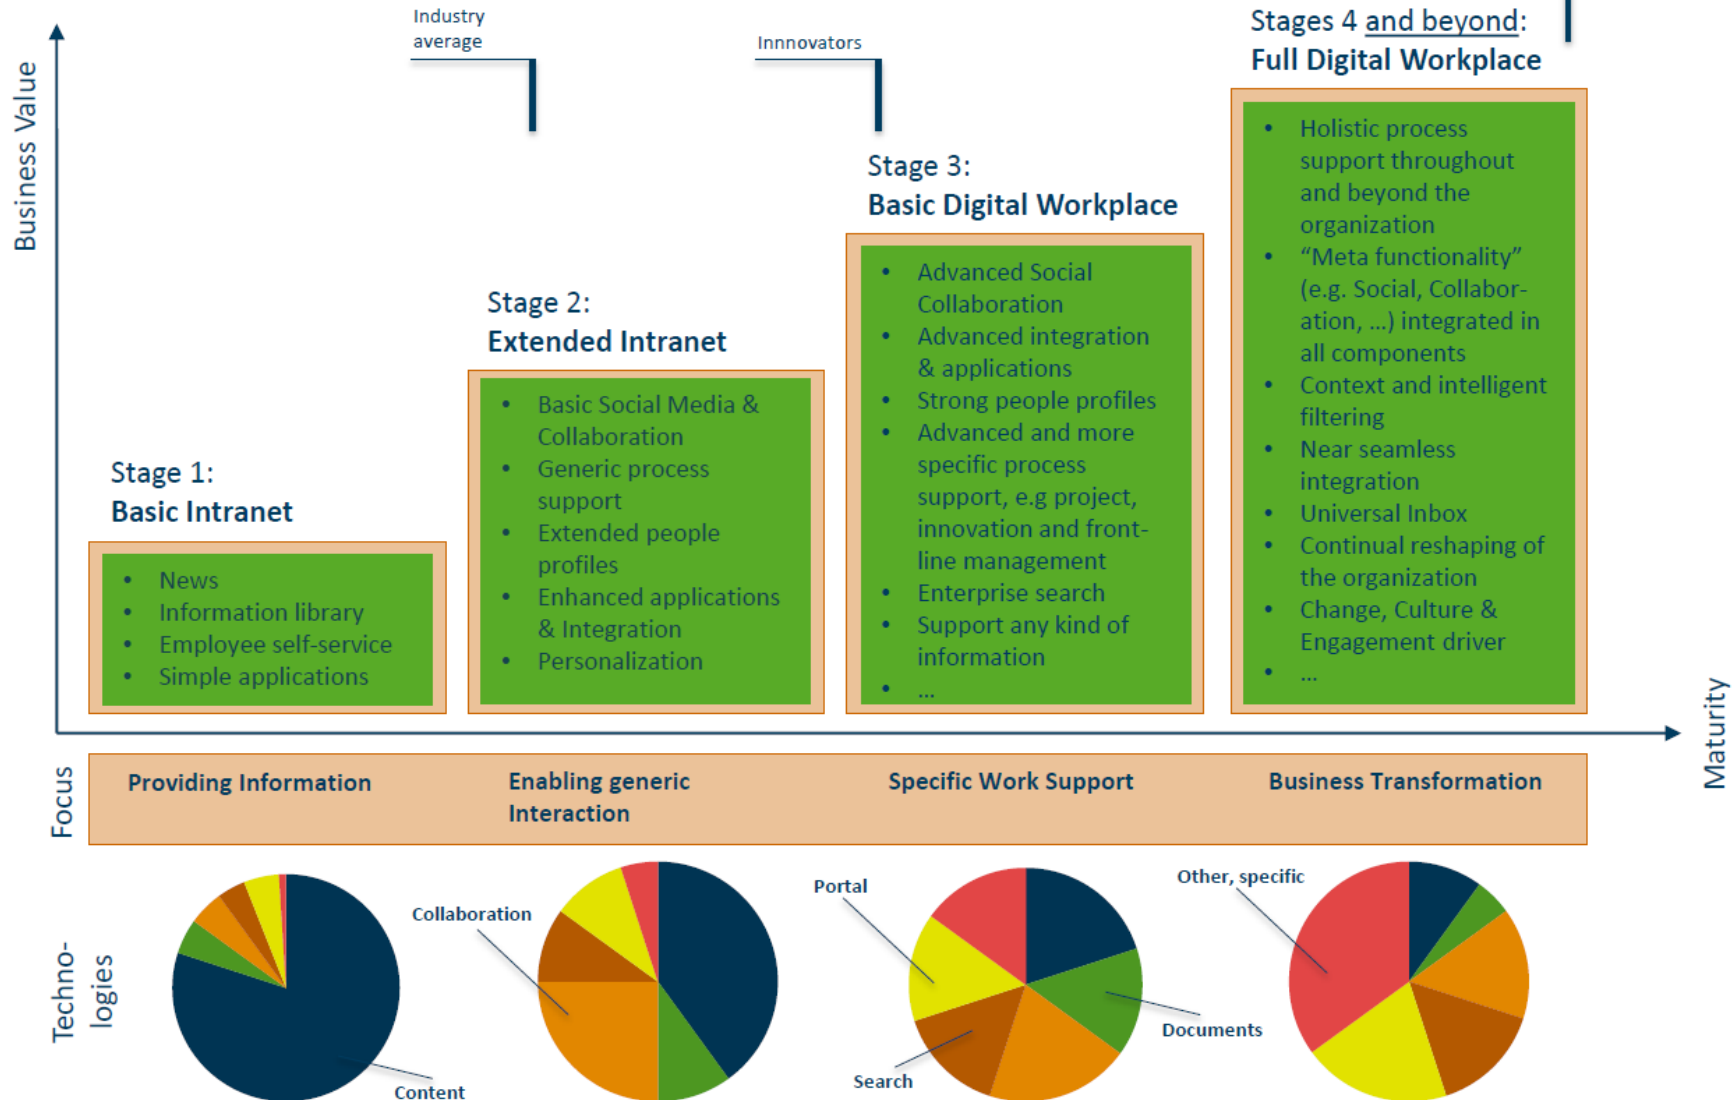 Industry
average
Innnovators
Stages 4 and beyond:
Full Digital Workplace
Business Value
Stage 3:
Basic Digital Workplace
Stage 2:
Extended Intranet
Stage 1:
Basic Intranet
• News
• Information library
• Employee self-service
• Simple applications
• Basic Social Media &
Collaboration
• Generic process
support
• Extended people
profiles
• Enhanced applications
& Integration
• Personalization
• Advanced Social
Collaboration
• Advanced integration
& applications
• Strong people profiles
• Advanced and more
specific process
support, e.g project,
innovation and front-
line management
• Enterprise search
• Support any kind of
information
• ...
• Holistic process
support throughout
and beyond the
organization
• “Meta functionality”
(e.g. Social, Collabor-
ation, ...) integrated in
all components
• Context and intelligent
filtering
• Near seamless
integration
• Universal Inbox
• Continual reshaping of
the organization
• Change, Culture &
Engagement driver
• ...
Maturity
Focus
Providing Information
Enabling generic
Interaction
Specific Work Support
Business Transformation
Techno-
logies
Content
Collaboration
Portal
Search
Documents
Other, specific